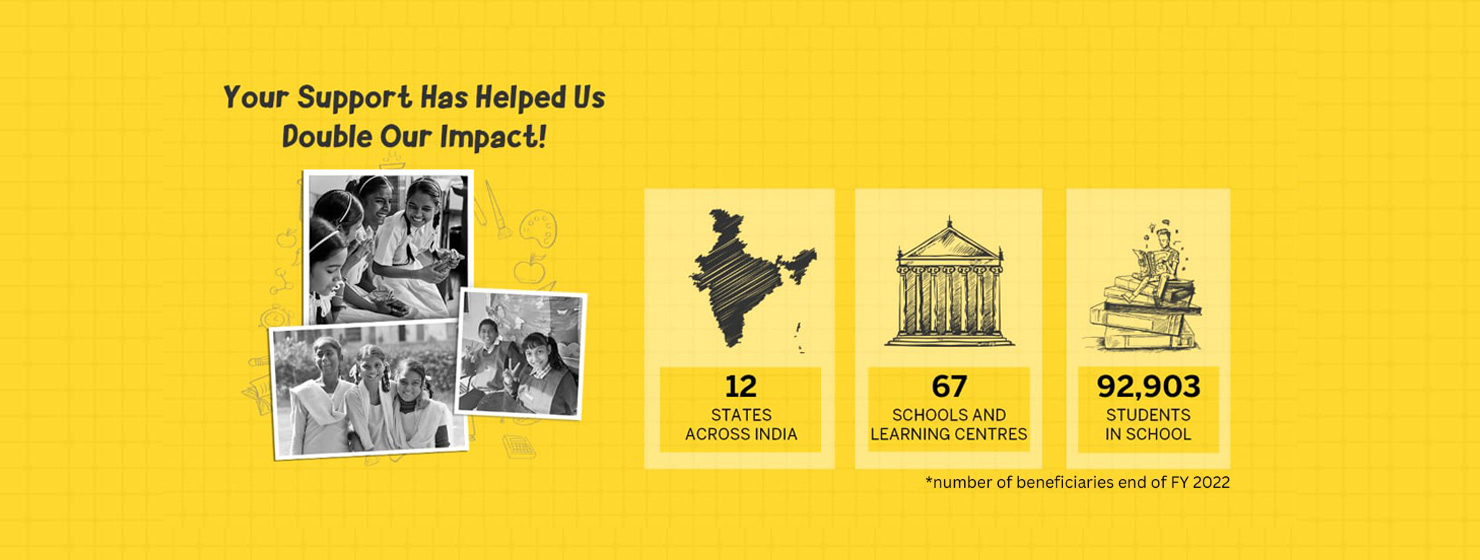 Your Support Has Helped Us
Double Our Impact!
12
STATES
ACROSS INDIA
67
SCHOOLS AND
LEARNING CENTRES
92,903
STUDENTS
IN SCHOOL
*number of beneficiaries end of FY 2022